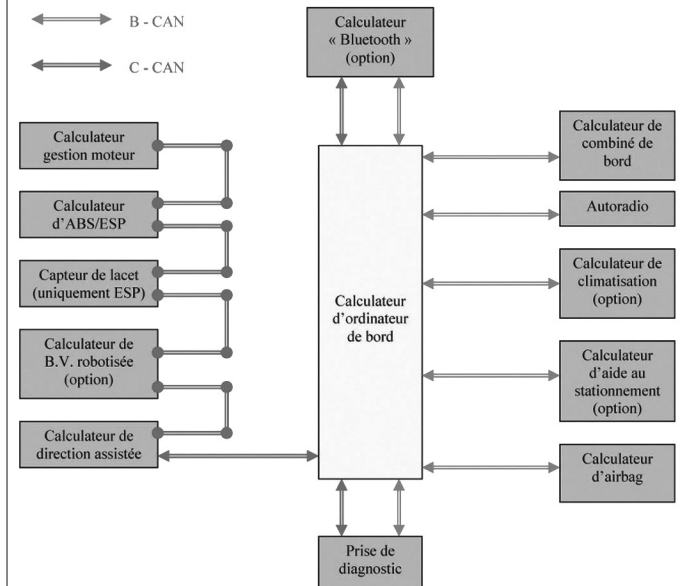 B - CAN
C - CAN
Calculateur
« Bluetooth »
(option)
Calculateur
gestion moteur
Calculateur
d'ABS/ESP
Capteur de lacet
(uniquement ESP)
Calculateur de
B.V. robotisée
(option)
Calculateur de
direction assistée
Calculateur
d'ordinateur
de bord
Calculateur de
combiné de
bord
Autoradio
Calculateur de
climatisation
(option)
Calculateur
d'aide au
stationnement
(option)
Calculateur
d'airbag
Prise de
diagnostic